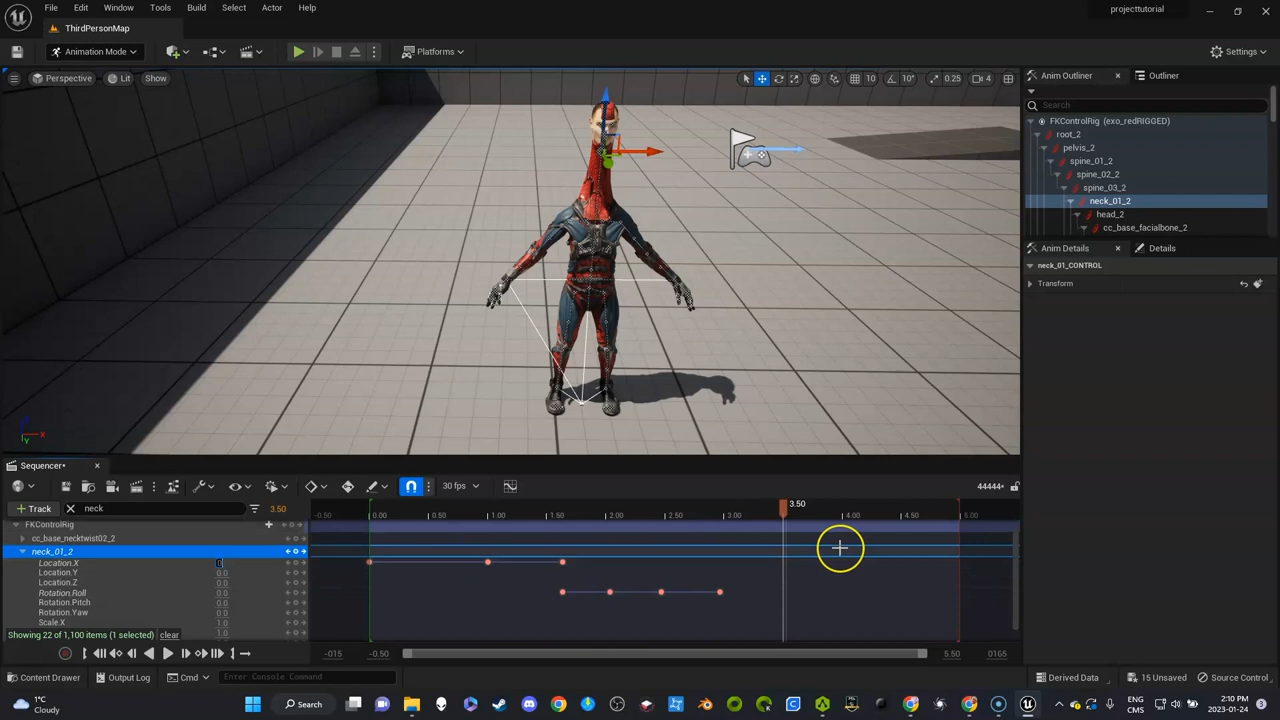 File Edit Window Tools Build Select Actor Help
projecttutorial
ThirdPersonMap
Animation Mode
Platforms
Settings
Perspective Lit Show
10 10° 0.25 4
Anim Outliner Outliner
Search
FKControlRig (exo_redRIGGED)
root_2
pelvis_2
spine_01_2
spine_02_2
spine_03_2
neck_01_2
head_2
cc_base_facialbone_2
Anim Details Details
neck_01_CONTROL
Transform
X
Y
Sequencer*
30 fps
44444*
Track neck 3.50
3.50
-0.50 0.00 0.50 1.00 1.50 2.00 2.50 3.00 4.00 4.50 5.00
FKControlRig
cc_base_necktwist02_2
neck_01_2
Location.X 0
Location.Y 0.0
Location.Z 0.0
Rotation.Roll 0.0
Rotation.Pitch 0.0
Rotation.Yaw 0.0
Scale.X 1.0
Showing 22 of 1,100 items (1 selected) clear 1.0
-015 -0.50 5.50 0165
Content Drawer Output Log Cmd Enter Console Command
Derived Data 15 Unsaved Source Control
1°C
Cloudy
Search
ENG
CMS
2:10 PM
2023-01-24